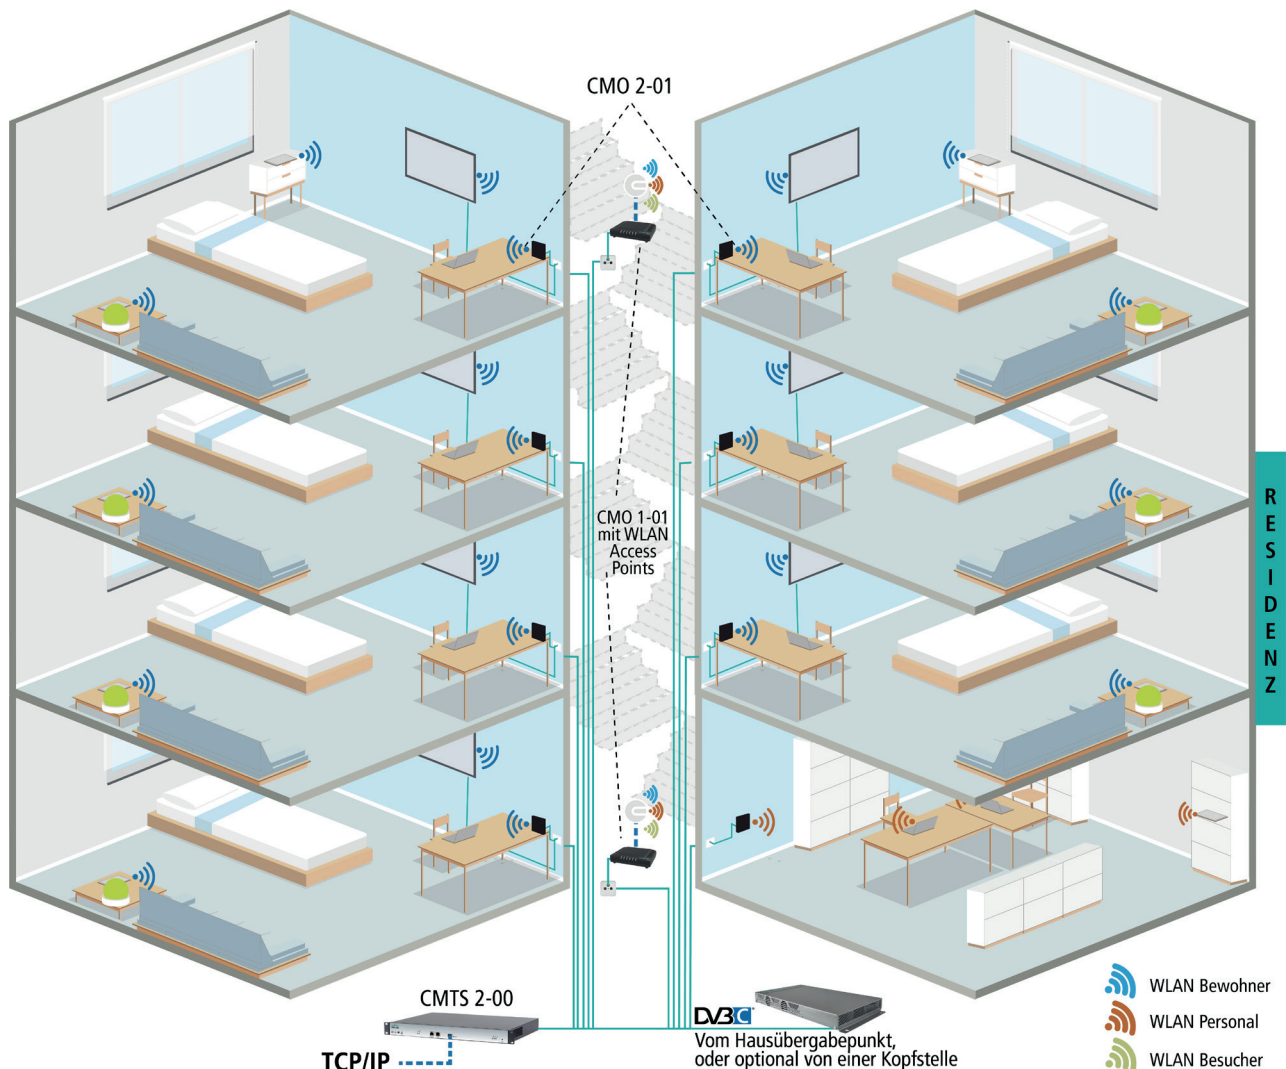 CMO 2-01
CMO 1-01
mit WLAN
Access
Points
RESIDENZ
CMTS 2-00
TCP/IP
DVB C
Vom Hausübergabepunkt,
oder optional von einer Kopfstelle
WLAN Bewohner
WLAN Personal
WLAN Besucher